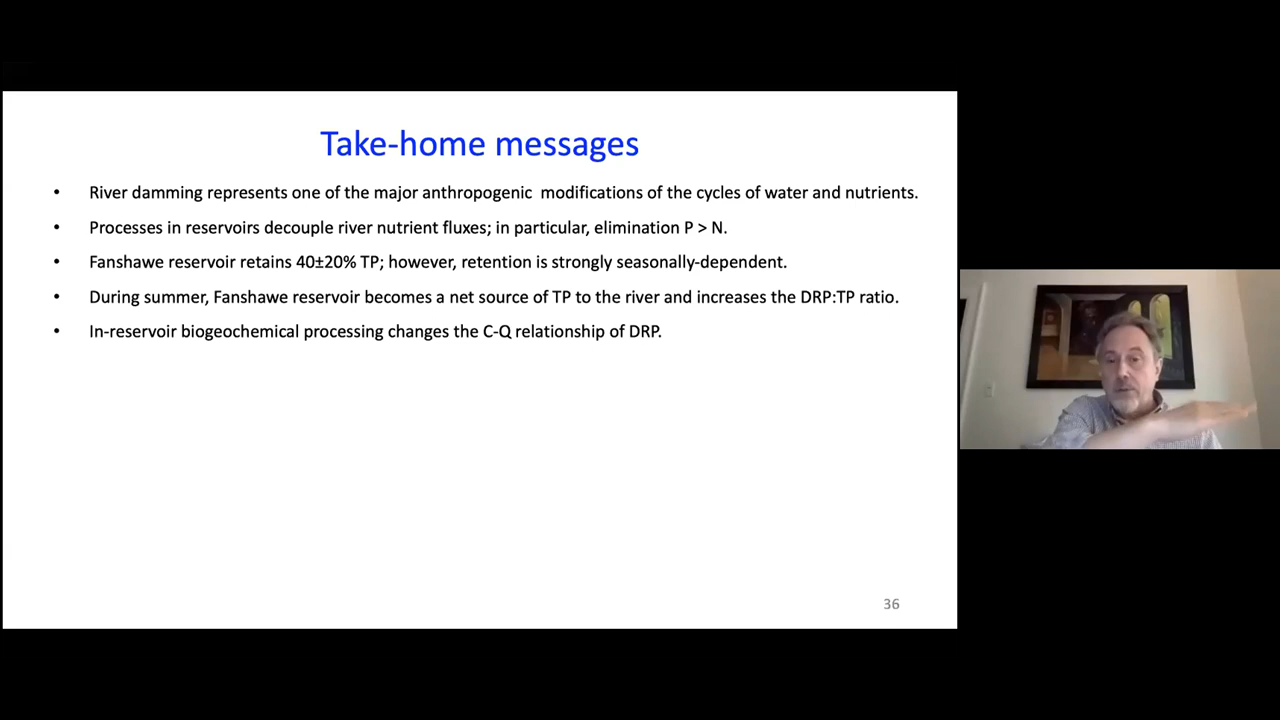 Take-home messages
• River damming represents one of the major anthropogenic  modifications of the cycles of water and nutrients.
• Processes in reservoirs decouple river nutrient fluxes; in particular, elimination P > N.
• Fanshawe reservoir retains 40±20% TP; however, retention is strongly seasonally-dependent.
• During summer, Fanshawe reservoir becomes a net source of TP to the river and increases the DRP:TP ratio.
• In-reservoir biogeochemical processing changes the C-Q relationship of DRP.
36